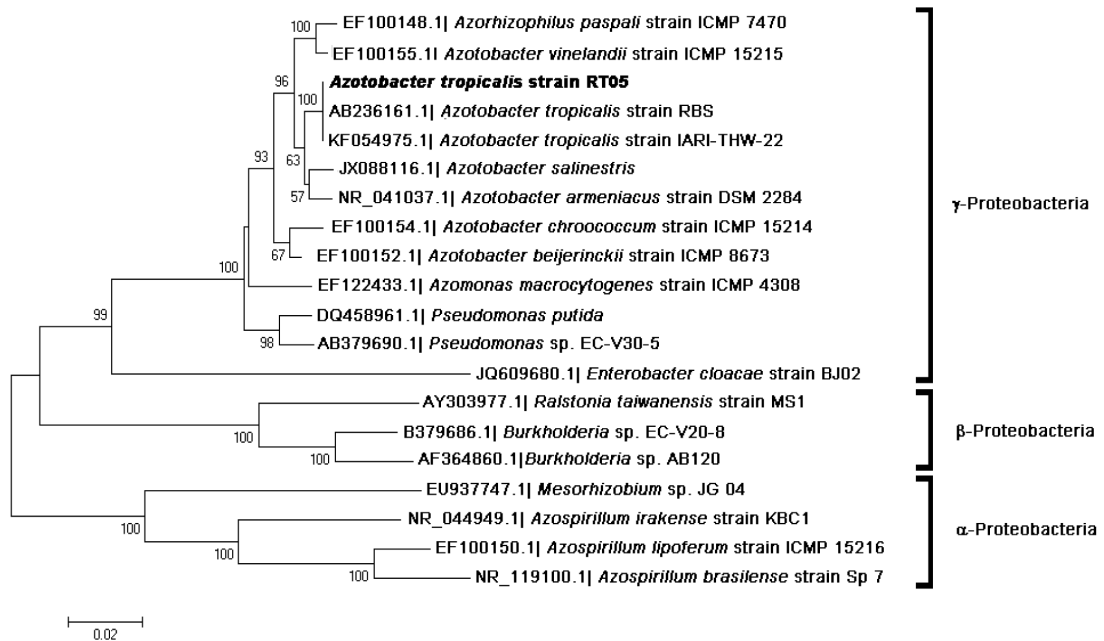 EF100148.1| Azorhizophilus paspali strain ICMP 7470
100
EF100155.1| Azotobacter vinelandii strain ICMP 15215
96
Azotobacter tropicalis strain RT05
100
AB236161.1| Azotobacter tropicalis strain RBS
KF054975.1| Azotobacter tropicalis strain IARI-THW-22
93
63
JX088116.1| Azotobacter salinestris
57
NR_041037.1| Azotobacter armeniacus strain DSM 2284
γ-Proteobacteria
EF100154.1| Azotobacter chroococcum strain ICMP 15214
67
EF100152.1| Azotobacter beijerinckii strain ICMP 8673
100
EF122433.1| Azomonas macrocytogenes strain ICMP 4308
99
DQ458961.1| Pseudomonas putida
98
AB379690.1| Pseudomonas sp. EC-V30-5
JQ609680.1| Enterobacter cloacae strain BJ02
AY303977.1| Ralstonia taiwanensis strain MS1
100
B379686.1| Burkholderia sp. EC-V20-8
β-Proteobacteria
100
AF364860.1|Burkholderia sp. AB120
EU937747.1| Mesorhizobium sp. JG 04
100
NR_044949.1| Azospirillum irakense strain KBC1
α-Proteobacteria
100
EF100150.1| Azospirillum lipoferum strain ICMP 15216
100
NR_119100.1| Azospirillum brasilense strain Sp 7
0.02